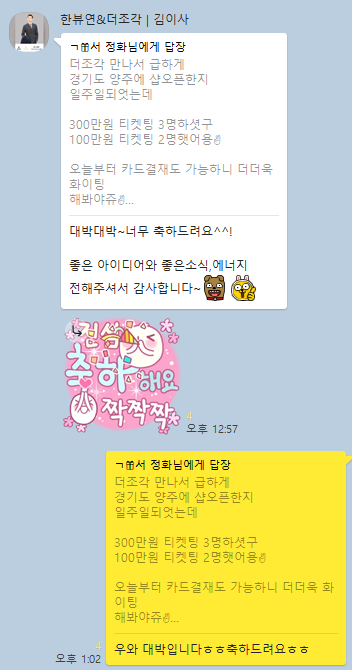 한뷰연&더조각 | 김이사
ㄱ서 정화님에게 답장
더조각 만나서 급하게
경기도 양주에 샵오픈한지
일주일되엇는데
300만원 티켓팅 3명하셧구
100만원 티켓팅 2명햇어용✌
오늘부터 카드결재도 가능하니 더더욱
화이팅
해봐야쥬✌...
대박대박~너무 축하드려요^^!
좋은 아이디어와 좋은소식,에너지
전해주셔서 감사합니다~
축하
해요
짝짝짝
4
오후 12:57
ㄱ서 정화님에게 답장
더조각 만나서 급하게
경기도 양주에 샵오픈한지
일주일되엇는데
300만원 티켓팅 3명하셧구
100만원 티켓팅 2명햇어용✌
오늘부터 카드결재도 가능하니 더더욱 화
이팅
해봐야쥬✌...
우와 대박입니다ㅎㅎ축하드려요ㅎㅎ
4
오후 1:02